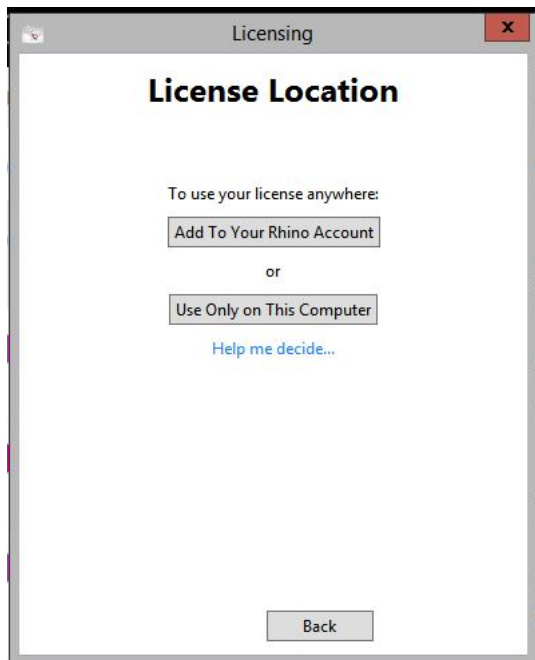 Licensing
x
License Location
To use your license anywhere:
Add To Your Rhino Account
or
Use Only on This Computer
Help me decide...
Back